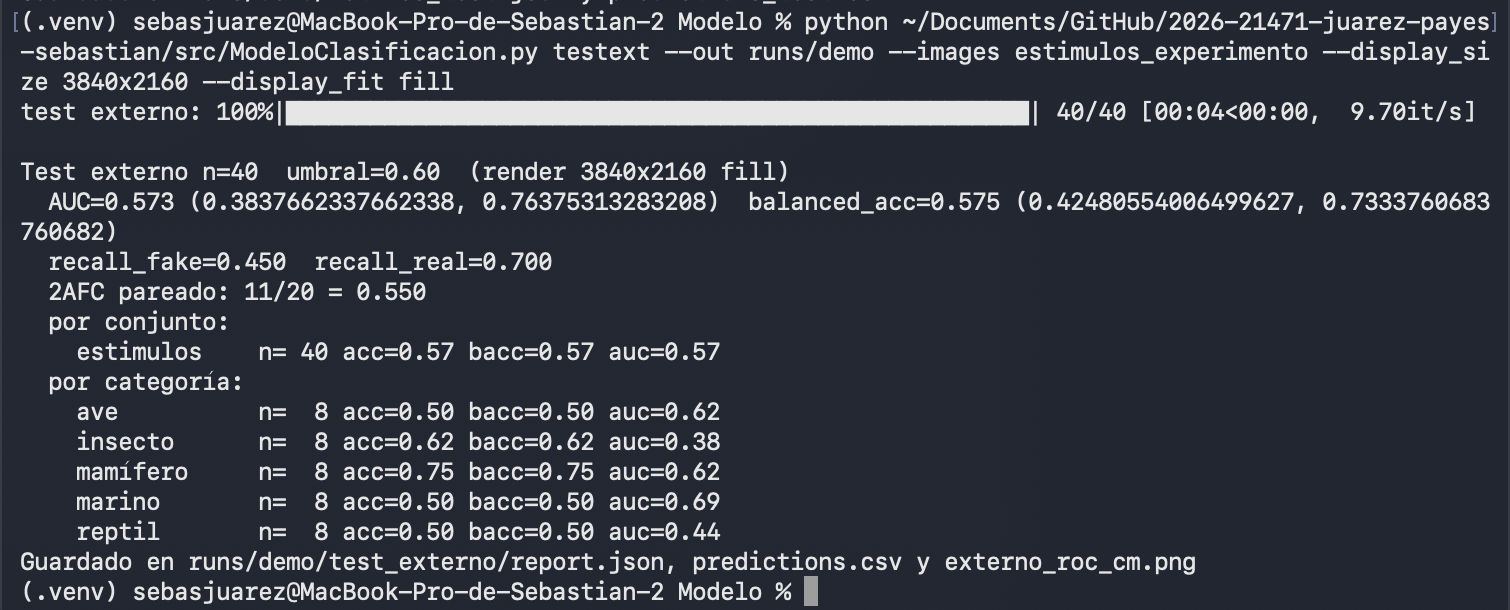 [(.venv) sebasjuarez@MacBook-Pro-de-Sebastian-2 Modelo % python ~/Documents/GitHub/2026-21471-juarez-payes]
-sebastian/src/ModeloClasificacion.py testext --out runs/demo --images estimulos_experimento --display_si
ze 3840x2160 --display_fit fill
test externo: 100%|██████████████████████████████| 40/40 [00:04<00:00,  9.70it/s]
Test externo n=40  umbral=0.60  (render 3840x2160 fill)
  AUC=0.573 (0.3837662337662338, 0.76375313283208)  balanced_acc=0.575 (0.42480554006499627, 0.7333760683
760682)
  recall_fake=0.450  recall_real=0.700
  2AFC pareado: 11/20 = 0.550
  por conjunto:
    estimulos    n= 40 acc=0.57 bacc=0.57 auc=0.57
  por categoría:
    ave          n=  8 acc=0.50 bacc=0.50 auc=0.62
    insecto      n=  8 acc=0.62 bacc=0.62 auc=0.38
    mamífero     n=  8 acc=0.75 bacc=0.75 auc=0.62
    marino       n=  8 acc=0.50 bacc=0.50 auc=0.69
    reptil       n=  8 acc=0.50 bacc=0.50 auc=0.44
Guardado en runs/demo/test_externo/report.json, predictions.csv y externo_roc_cm.png
(.venv) sebasjuarez@MacBook-Pro-de-Sebastian-2 Modelo %